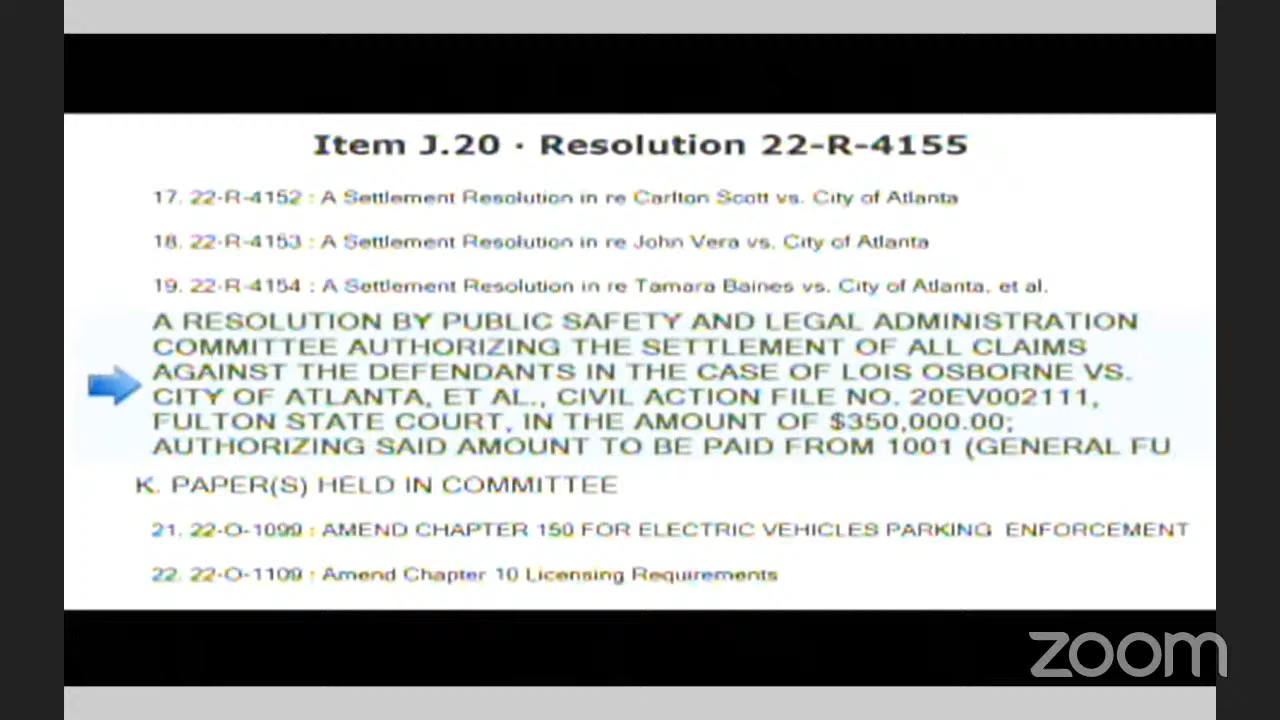 Item J.20 · Resolution 22-R-4155
17. 22-R-4152 : A Settlement Resolution in re Carlton Scott vs. City of Atlanta
18. 22-R-4153 : A Settlement Resolution in re John Vera vs. City of Atlanta
19. 22-R-4154 : A Settlement Resolution in re Tamara Baines vs. City of Atlanta, et al.
A RESOLUTION BY PUBLIC SAFETY AND LEGAL ADMINISTRATION
COMMITTEE AUTHORIZING THE SETTLEMENT OF ALL CLAIMS
AGAINST THE DEFENDANTS IN THE CASE OF LOIS OSBORNE VS.
CITY OF ATLANTA, ET AL., CIVIL ACTION FILE NO. 20EV002111,
FULTON STATE COURT, IN THE AMOUNT OF $350,000.00;
AUTHORIZING SAID AMOUNT TO BE PAID FROM 1001 (GENERAL FU
K. PAPER(S) HELD IN COMMITTEE
21. 22-O-1099 : AMEND CHAPTER 150 FOR ELECTRIC VEHICLES PARKING ENFORCEMENT
22. 22-O-1109 : Amend Chapter 10 Licensing Requirements
zoom